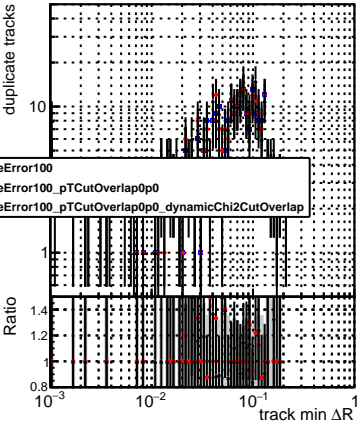 duplicate tracks
10
eError100
eError100_pTCutOverlap0p0
eError100_pTCutOverlap0p0_dynamicChi2CutOverlap
1
Ratio
1.4
1.2
1
0.8
10⁻³ 10⁻² 10⁻¹ 1
track min ΔR